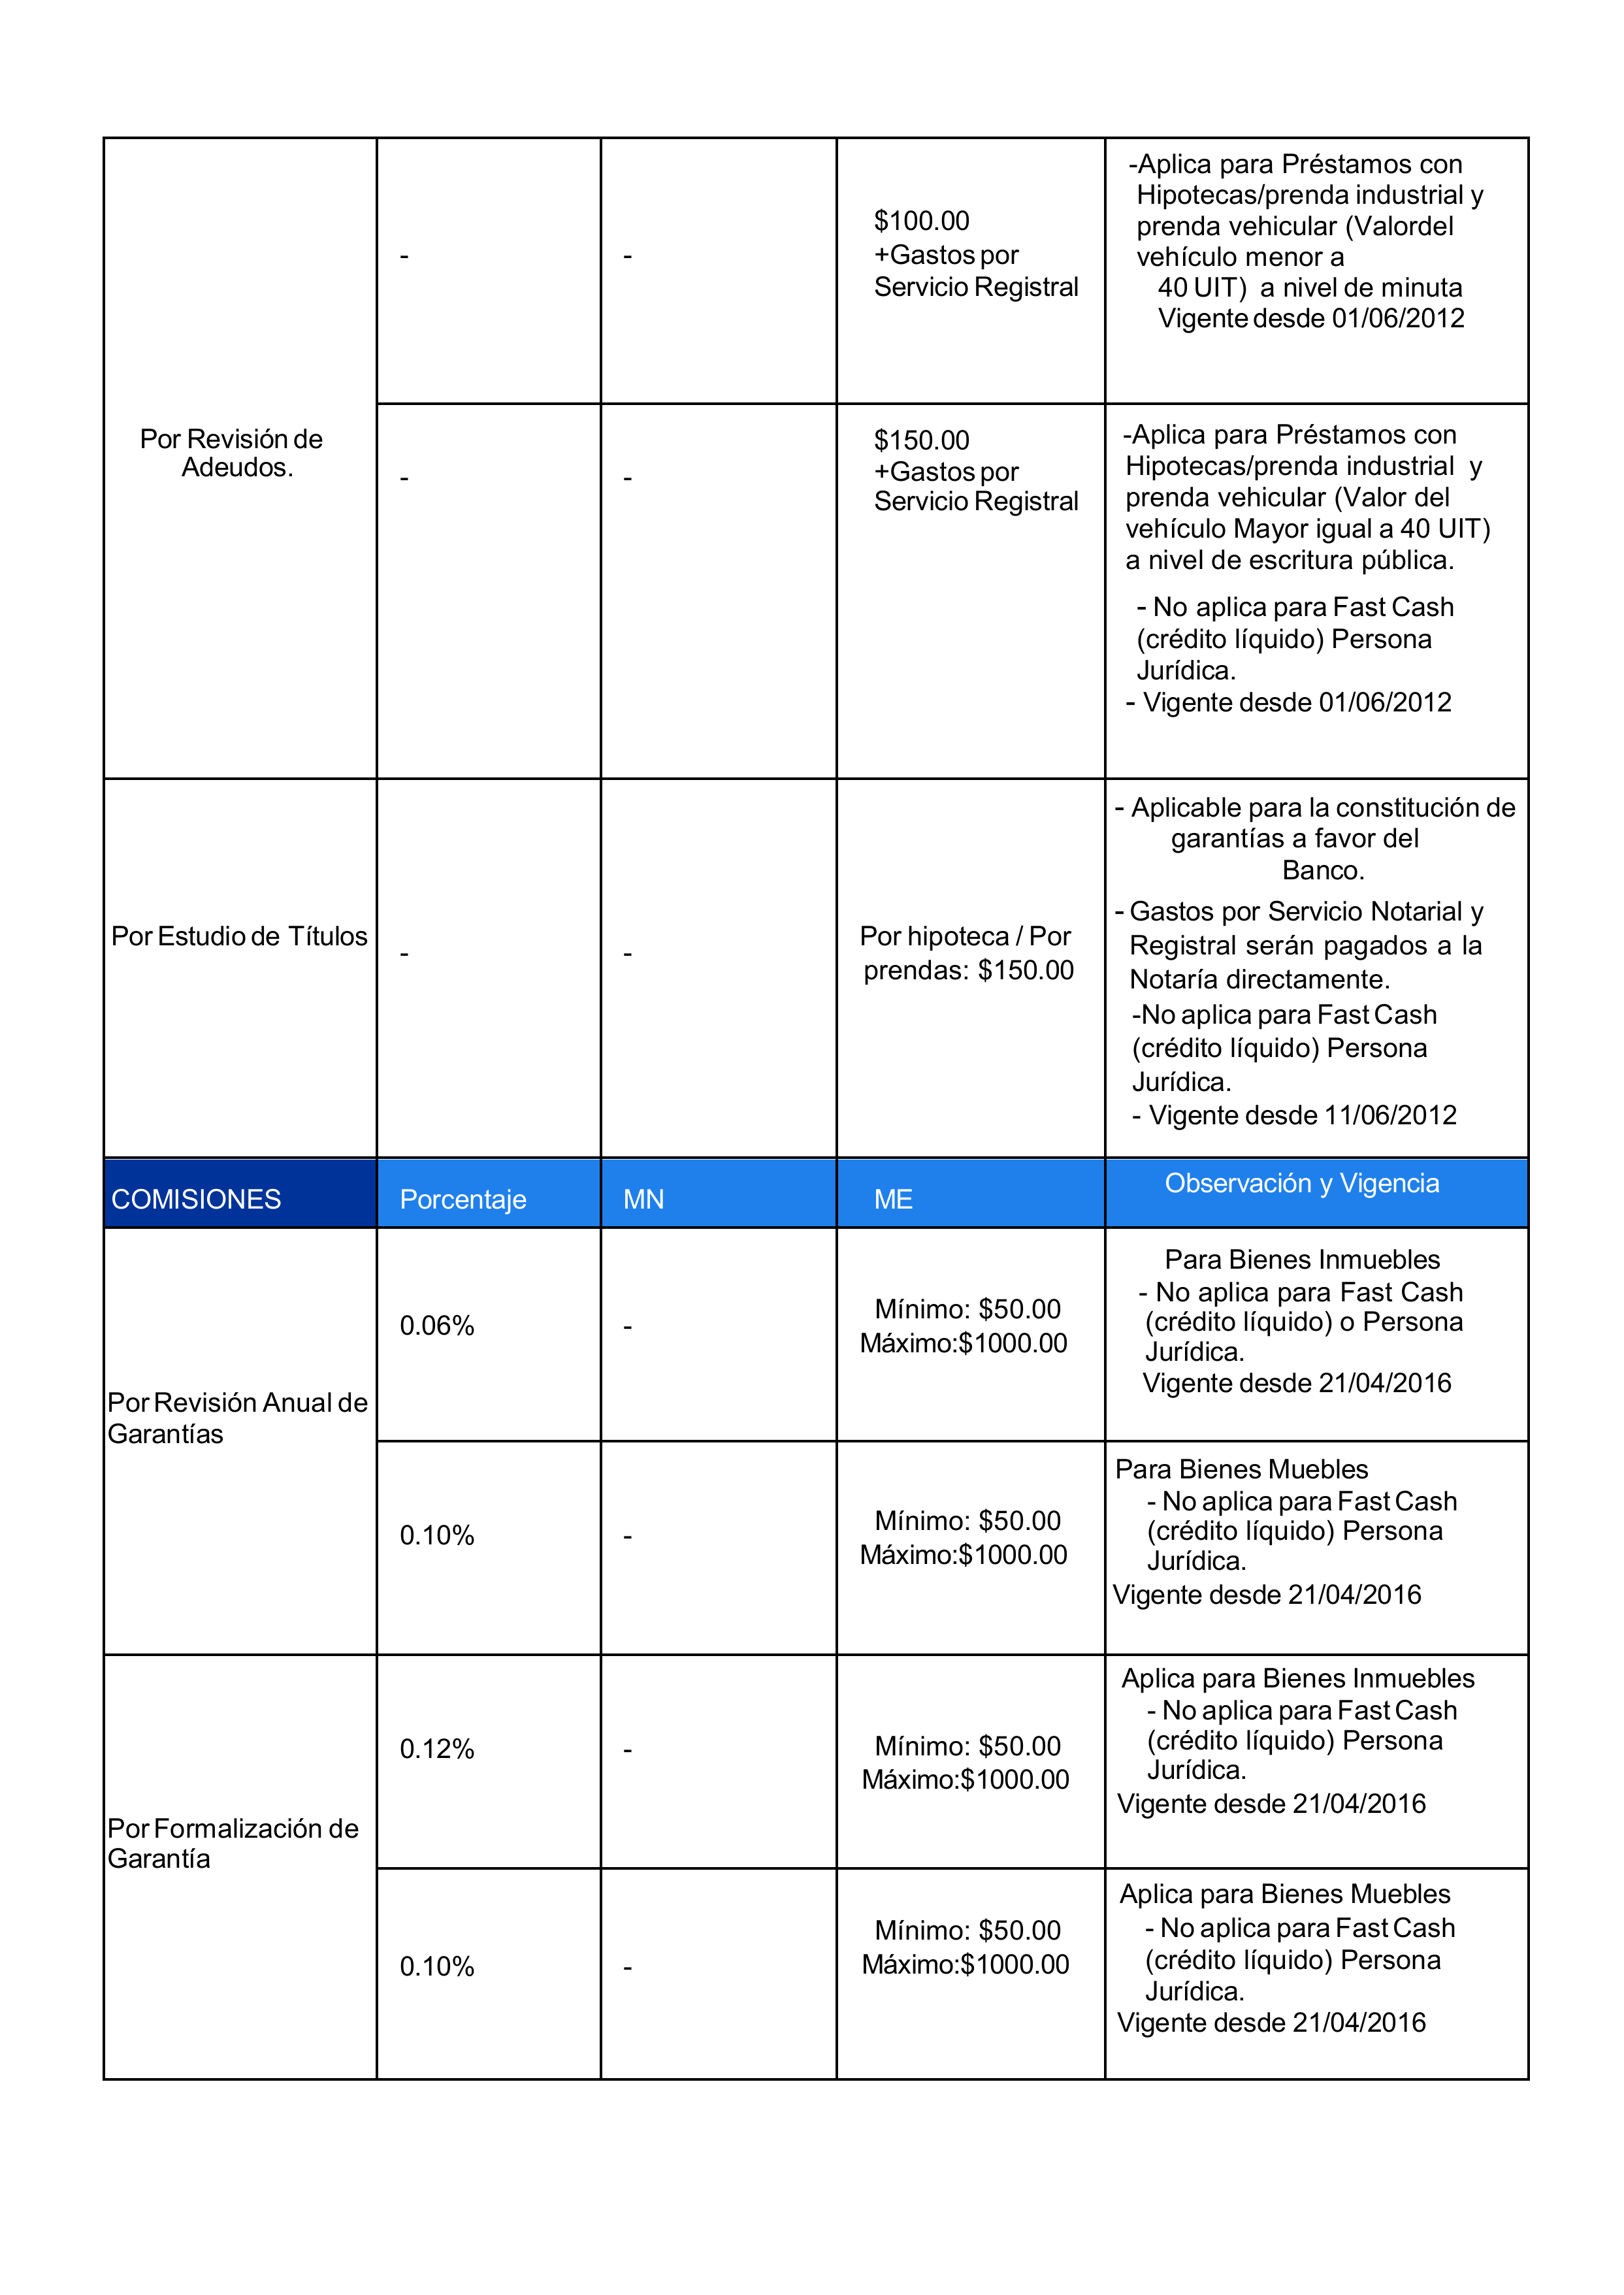 Por Revisión de
Adeudos.
-
-
$100.00
+Gastos por
Servicio Registral
-Aplica para Préstamos con
Hipotecas/prenda industrial y
prenda vehicular (Valordel
vehículo menor a
40 UIT) a nivel de minuta
Vigente desde 01/06/2012
-
-
$150.00
+Gastos por
Servicio Registral
-Aplica para Préstamos con
Hipotecas/prenda industrial y
prenda vehicular (Valor del
vehículo Mayor igual a 40 UIT)
a nivel de escritura pública.
- No aplica para Fast Cash
(crédito líquido) Persona
Jurídica.
- Vigente desde 01/06/2012
Por Estudio de Títulos
-
-
Por hipoteca / Por
prendas: $150.00
- Aplicable para la constitución de
garantías a favor del
Banco.
- Gastos por Servicio Notarial y
Registral serán pagados a la
Notaría directamente.
-No aplica para Fast Cash
(crédito líquido) Persona
Jurídica.
- Vigente desde 11/06/2012
COMISIONES
Porcentaje
MN
ME
Observación y Vigencia
Por Revisión Anual de
Garantías
0.06%
-
Mínimo: $50.00
Máximo:$1000.00
Para Bienes Inmuebles
- No aplica para Fast Cash
(crédito líquido) o Persona
Jurídica.
Vigente desde 21/04/2016
0.10%
-
Mínimo: $50.00
Máximo:$1000.00
Para Bienes Muebles
- No aplica para Fast Cash
(crédito líquido) Persona
Jurídica.
Vigente desde 21/04/2016
Por Formalización de
Garantía
0.12%
-
Mínimo: $50.00
Máximo:$1000.00
Aplica para Bienes Inmuebles
- No aplica para Fast Cash
(crédito líquido) Persona
Jurídica.
Vigente desde 21/04/2016
0.10%
-
Mínimo: $50.00
Máximo:$1000.00
Aplica para Bienes Muebles
- No aplica para Fast Cash
(crédito líquido) Persona
Jurídica.
Vigente desde 21/04/2016